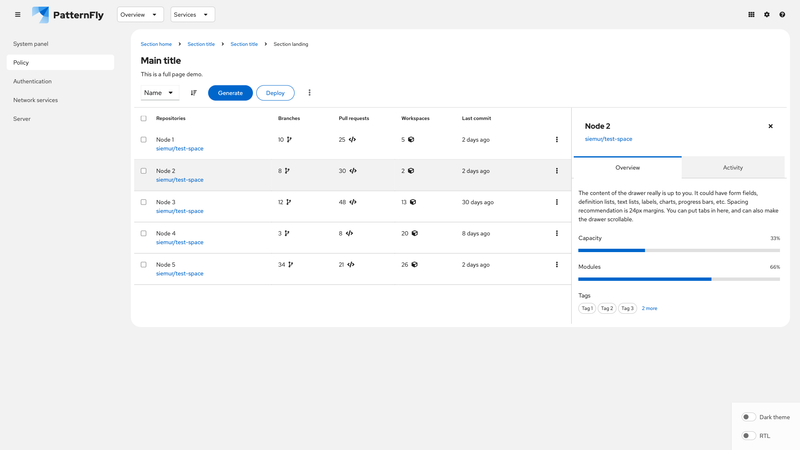 PatternFly
Overview
Services
System panel
Policy
Authentication
Network services
Server
Section home
Section title
Section title
Section landing
Main title
This is a full page demo.
Name
Generate
Deploy
Repositories Branches Pull requests Workspaces Last commit
Node 1 10 25 5 2 days ago
siemur/test-space
Node 2 8 30 2 2 days ago
siemur/test-space
Node 3 12 48 13 30 days ago
siemur/test-space
Node 4 3 8 20 8 days ago
siemur/test-space
Node 5 34 21 26 2 days ago
siemur/test-space
Node 2
siemur/test-space
Overview Activity
The content of the drawer really is up to you. It could have form fields,
definition lists, text lists, labels, charts, progress bars, etc. Spacing
recommendation is 24px margins. You can put tabs in here, and can also make
the drawer scrollable.
Capacity 33%
Modules 66%
Tags
Tag 1 Tag 2 Tag 3 2 more
Dark theme
RTL